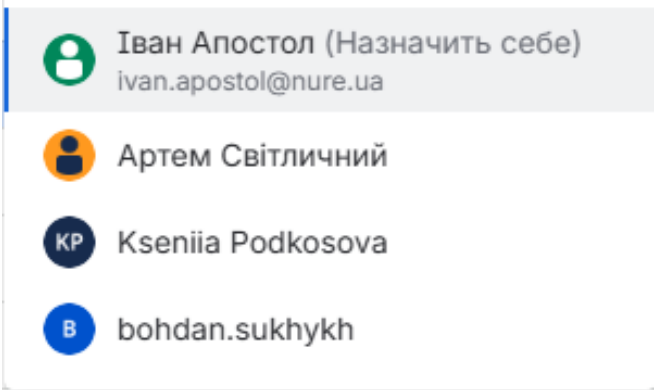 Іван Апостол (Назначить себе)
ivan.apostol@nure.ua
Артем Світличний
KP Kseniia Podkosova
B bohdan.sukhykh